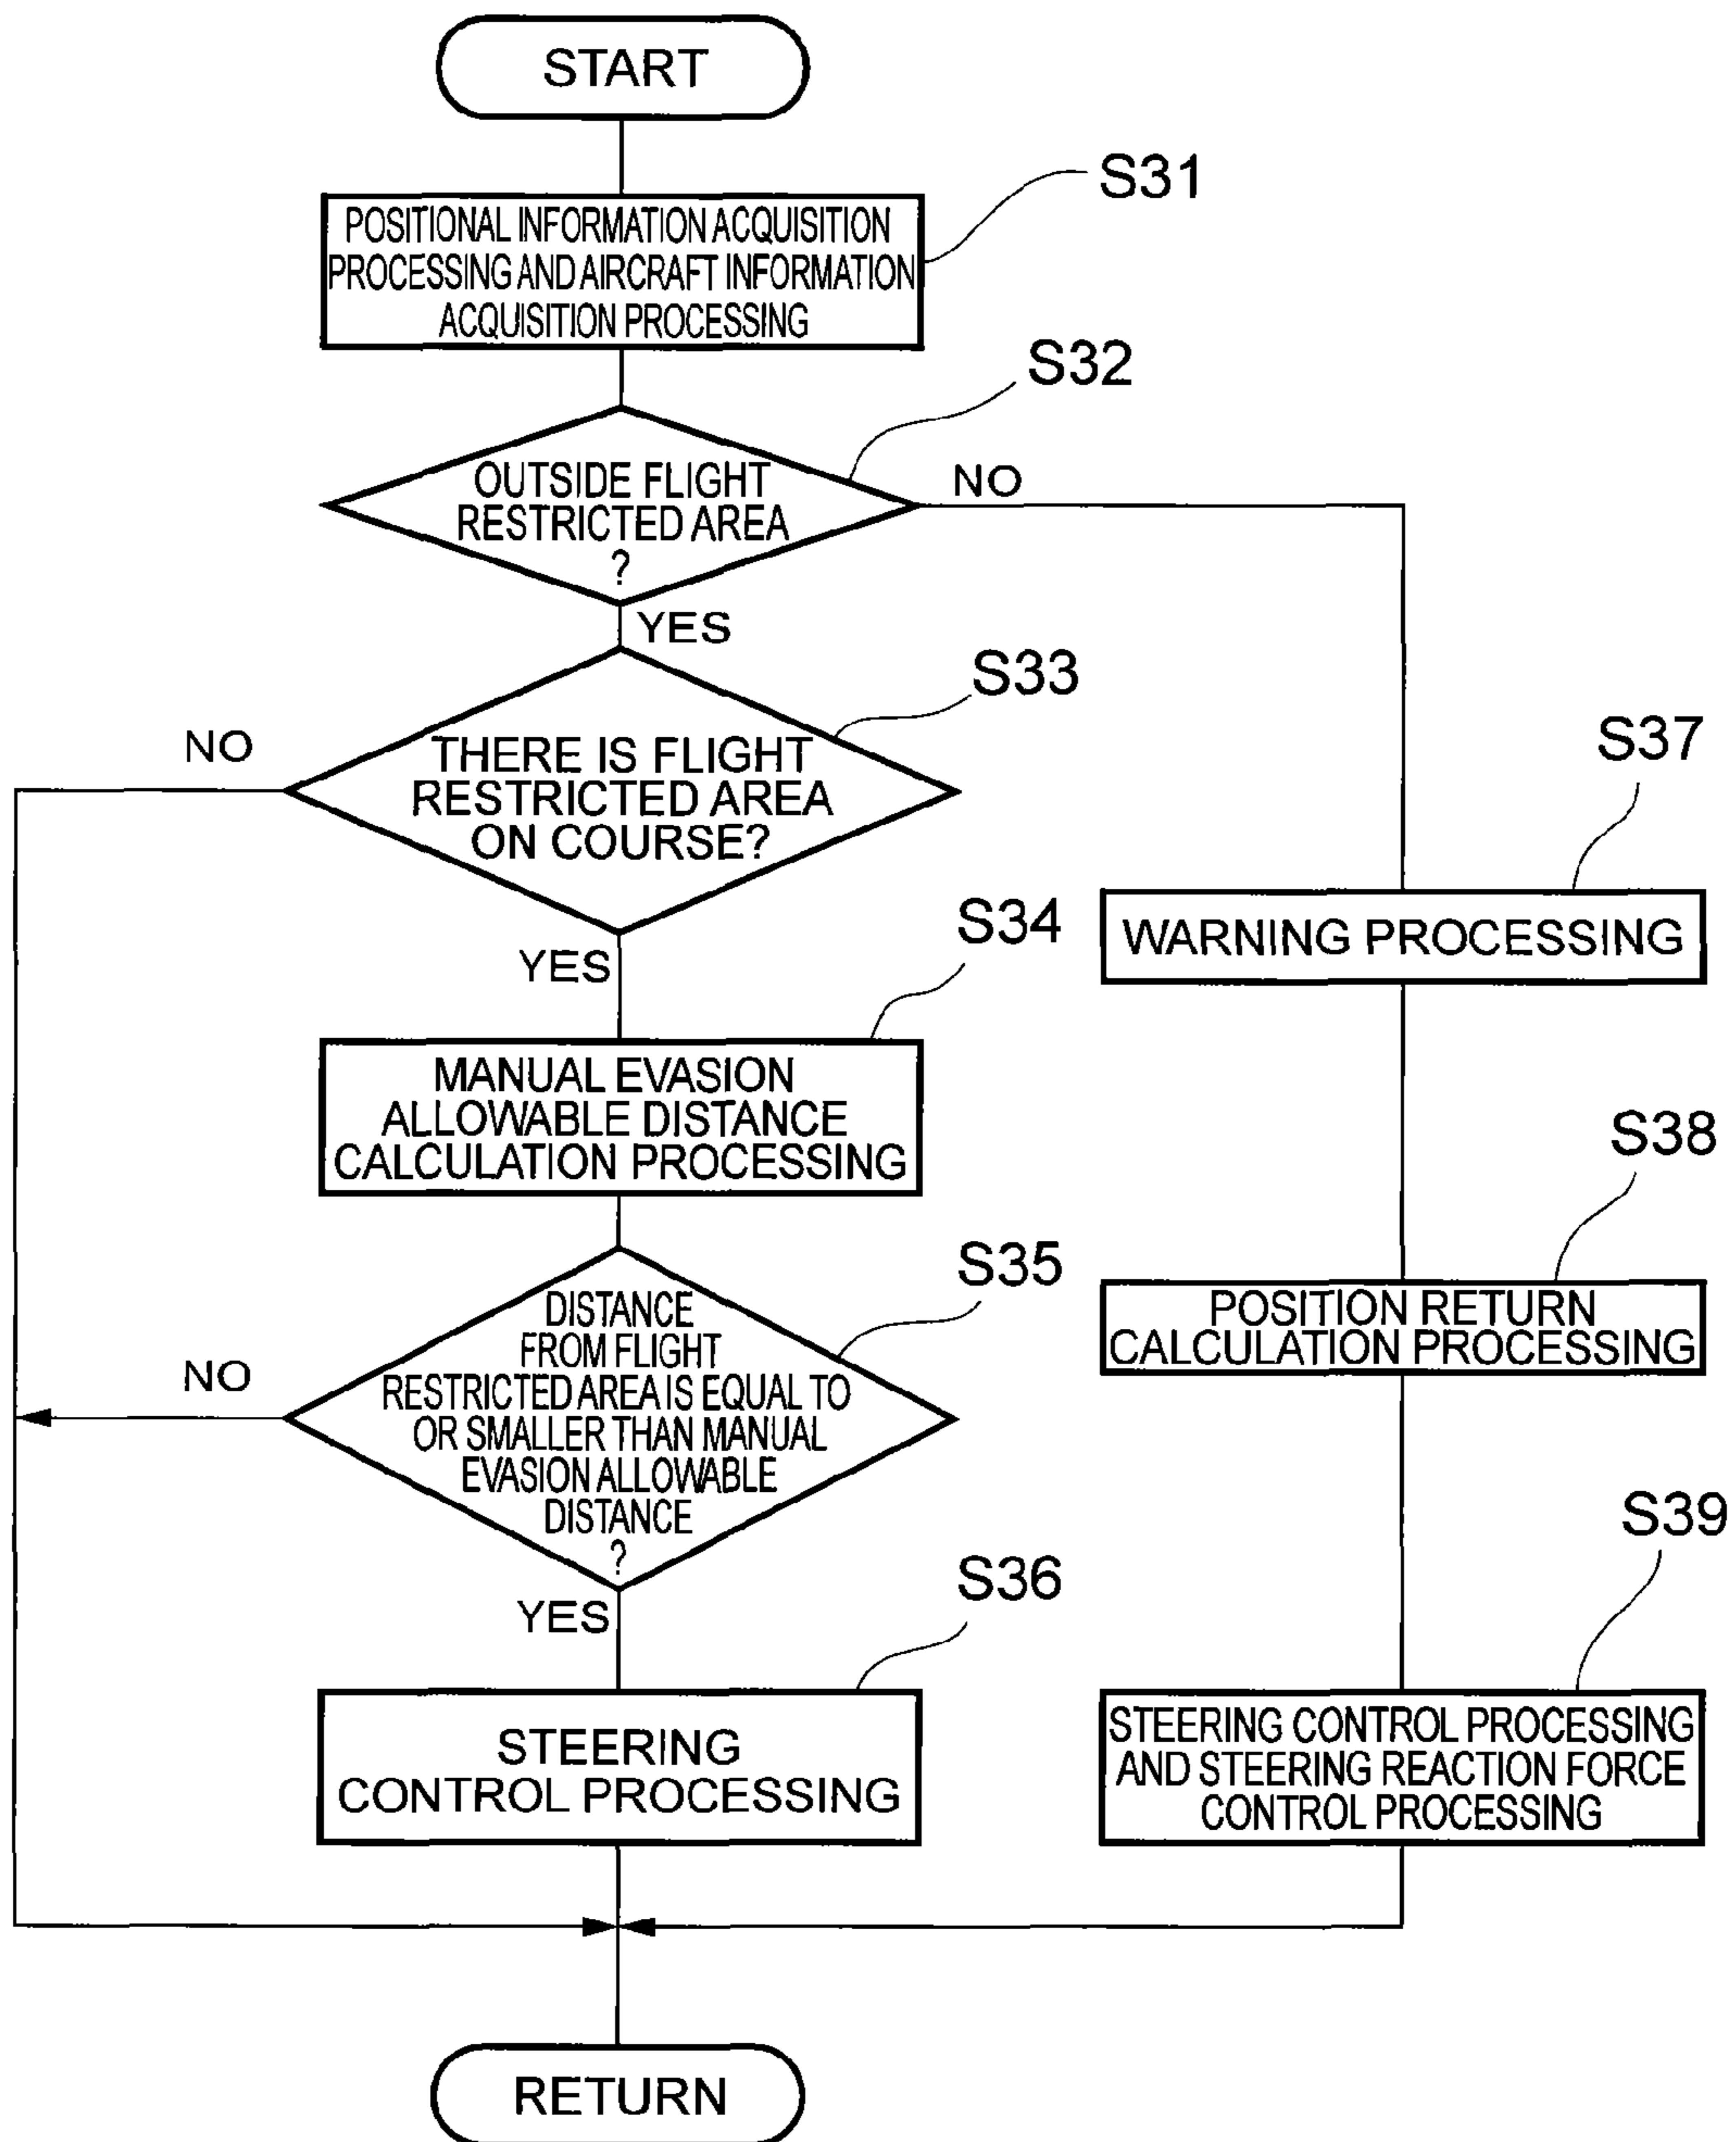 START
S31
POSITIONAL INFORMATION ACQUISITION
PROCESSING AND AIRCRAFT INFORMATION
ACQUISITION PROCESSING
S32
OUTSIDE FLIGHT
RESTRICTED AREA
?
NO
YES
S33
THERE IS FLIGHT
RESTRICTED AREA
ON COURSE?
NO
YES
S34
MANUAL EVASION
ALLOWABLE DISTANCE
CALCULATION PROCESSING
S35
DISTANCE
FROM FLIGHT
RESTRICTED AREA IS EQUAL TO
OR SMALLER THAN MANUAL
EVASION ALLOWABLE
DISTANCE
?
NO
YES
S36
STEERING
CONTROL PROCESSING
S37
WARNING PROCESSING
S38
POSITION RETURN
CALCULATION PROCESSING
S39
STEERING CONTROL PROCESSING
AND STEERING REACTION FORCE
CONTROL PROCESSING
RETURN